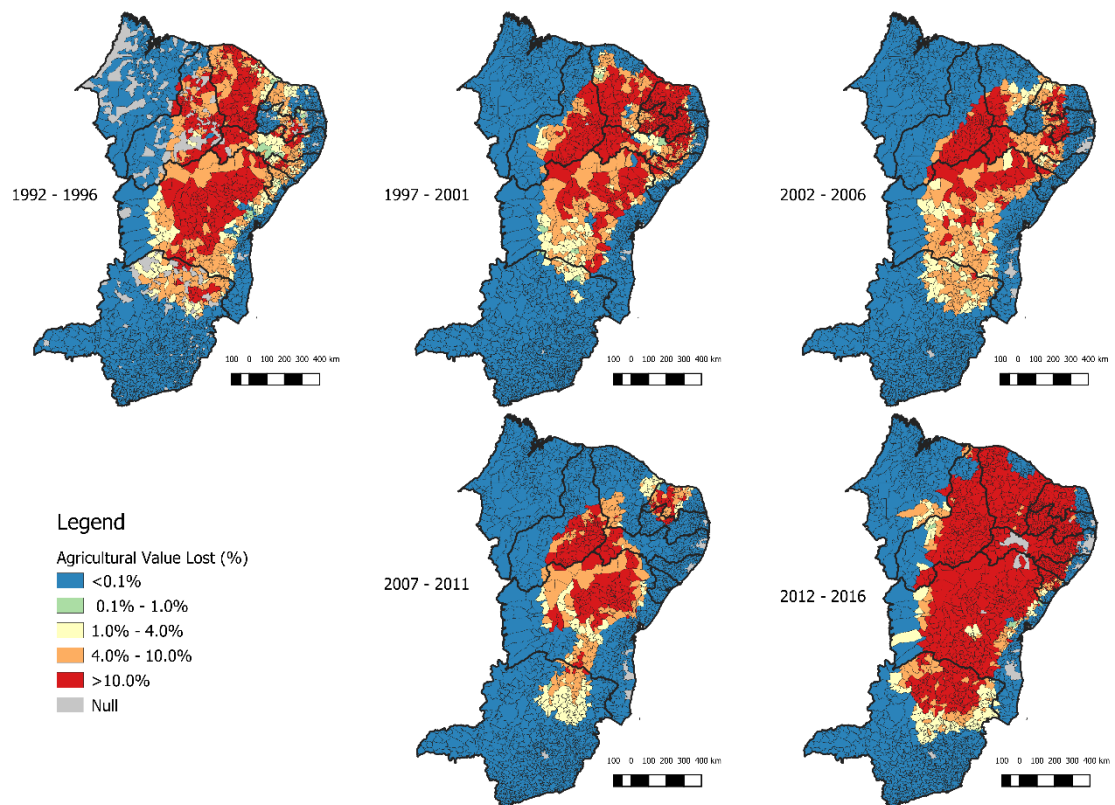 1992 - 1996
100 0 100 200 300 400 km
1997 - 2001
100 0 100 200 300 400 km
2002 - 2006
100 0 100 200 300 400 km
Legend
Agricultural Value Lost (%)
<0.1%
0.1% - 1.0%
1.0% - 4.0%
4.0% - 10.0%
>10.0%
Null
2007 - 2011
100 0 100 200 300 400 km
2012 - 2016
100 0 100 200 300 400 km